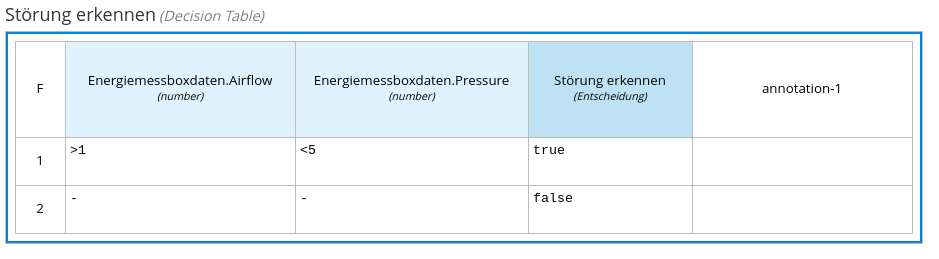 Störung erkennen (Decision Table)
F
Energiemessboxdaten.Airflow
(number)
Energiemessboxdaten.Pressure
(number)
Störung erkennen
(Entscheidung)
annotation-1
1
>1
<5
true
2
-
-
false